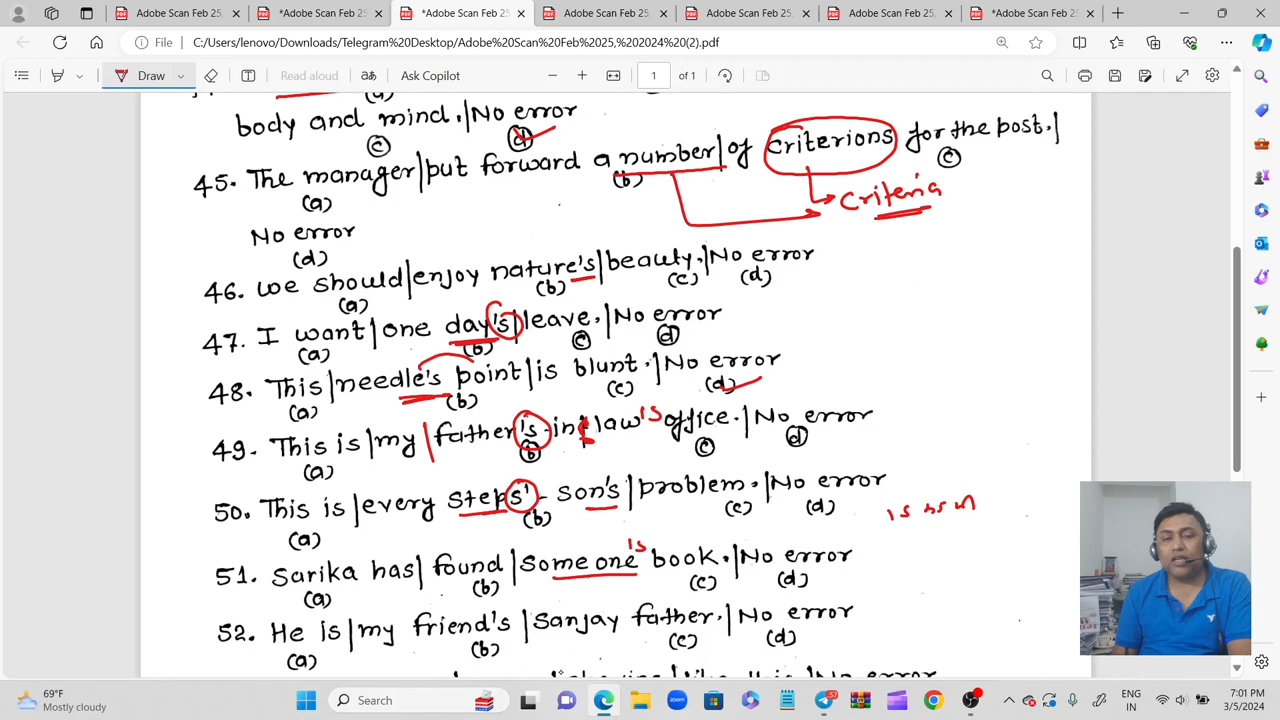 Adobe Scan Feb 25, *Adobe Scan Feb 25 *Adobe Scan Feb 25 Adobe Scan Feb 25, Adobe Scan Feb 25, Adobe Scan Feb 25, *Adobe Scan Feb 25
File C:/Users/lenovo/Downloads/Telegram%20Desktop/Adobe%20Scan%20Feb%2025,%202024%20(2).pdf
Draw Read aloud Ask Copilot 1 of 1
(a)
body and mind.|No error
(c) (d)
45. The manager|put forward a number|of criterions for the post.|
(a) (b) (c)
Criteria
No error
(d)
46. We should|enjoy nature's|beauty.|No error
(a) (b) (c) (d)
47. I want|one day's|leave.|No error
(a) (b) (c) (d)
48. This|needle's point|is blunt.|No error
(a) (b) (c) (d)
49. This is|my|father's-in-law's office.|No error
(a) (b) (c) (d)
50. This is|every steps'-son's|problem.|No error
(a) (b) (c) (d)
51. Sarika has|found|Some one's book.|No error
(a) (b) (c) (d)
52. He is|my friend's|Sanjay father.|No error
(a) (b) (c) (d)
69°F
Mostly cloudy
Search
57
ENG
IN
7:01 PM
3/5/2024